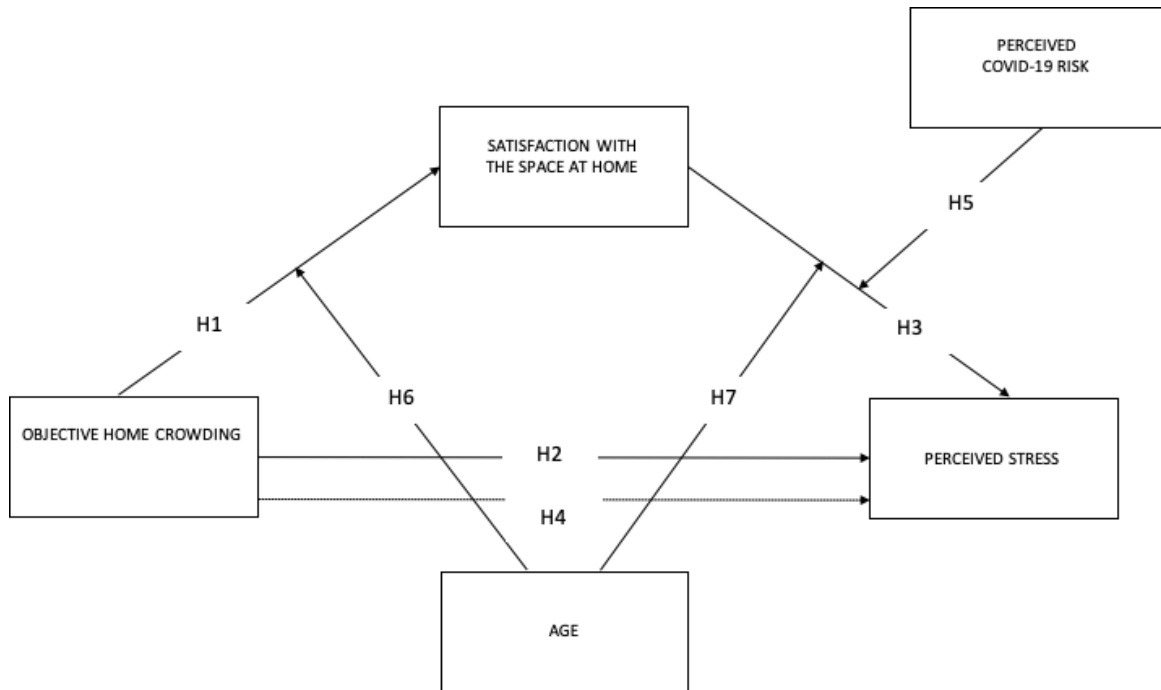 PERCEIVED
COVID-19 RISK
SATISFACTION WITH
THE SPACE AT HOME
H5
H1
H3
H6
H7
OBJECTIVE HOME CROWDING
H2
PERCEIVED STRESS
H4
AGE